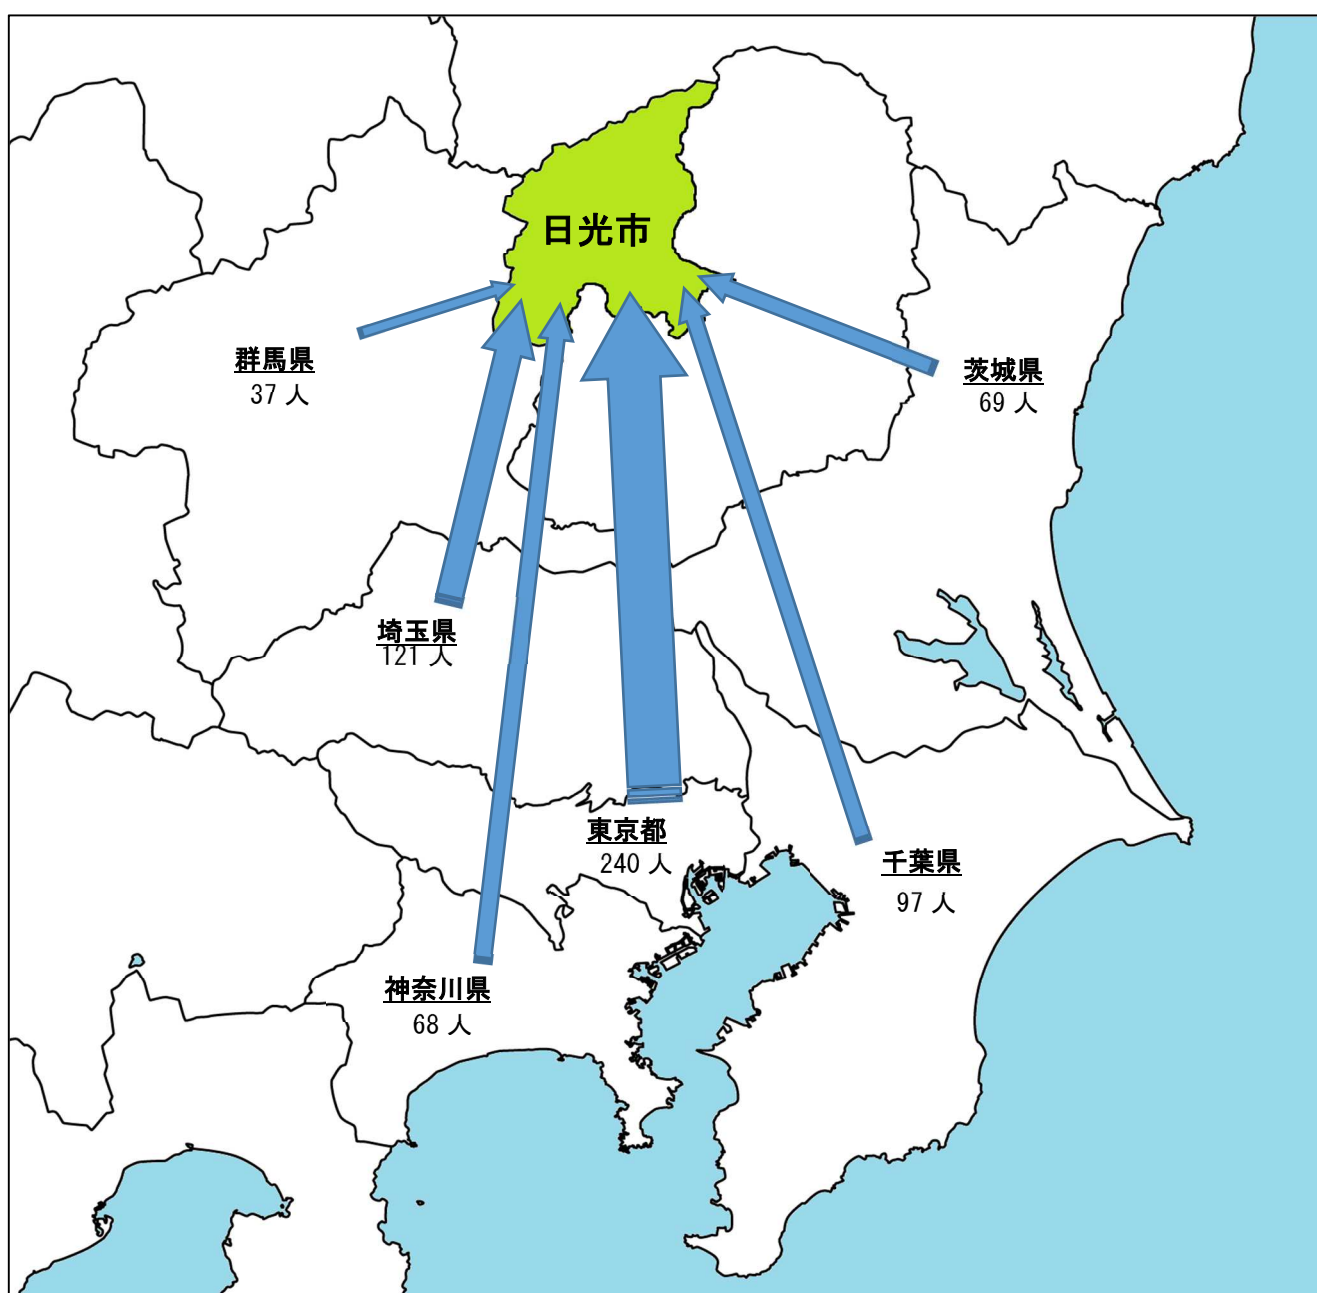 日光市
群馬県
37 人
茨城県
69 人
埼玉県
121 人
東京都
240 人
千葉県
97 人
神奈川県
68 人